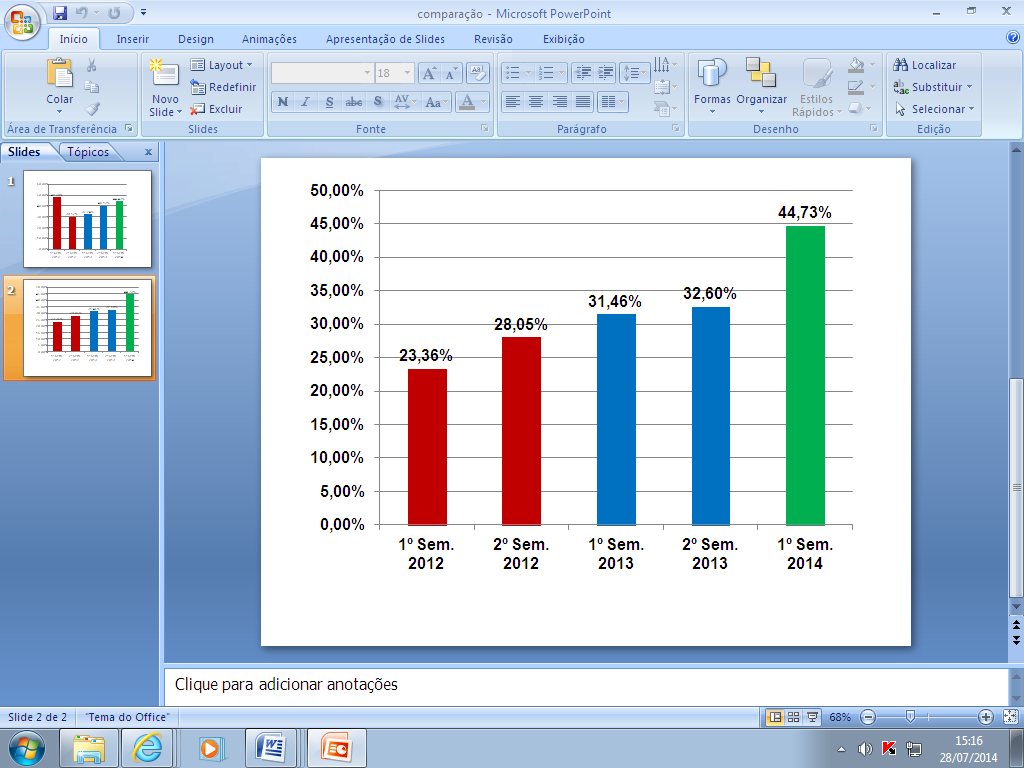 comparação - Microsoft PowerPoint
Início Inserir Design Animações Apresentação de Slides Revisão Exibição
Colar
Área de Transferência
Novo
Slide
Layout
Redefinir
Excluir
Slides
18
N I S abc S AV Aa A
Fonte
Parágrafo
Formas Organizar Estilos
Rápidos
Desenho
Localizar
Substituir
Selecionar
Edição
Slides Tópicos x
1
2
50,00%
45,00%
40,00%
35,00%
30,00%
25,00%
20,00%
15,00%
10,00%
5,00%
0,00%
23,36%
28,05%
31,46%
32,60%
44,73%
1º Sem.
2012
2º Sem.
2012
1º Sem.
2013
2º Sem.
2013
1º Sem.
2014
Clique para adicionar anotações
Slide 2 de 2 "Tema do Office" 68%
15:16
28/07/2014